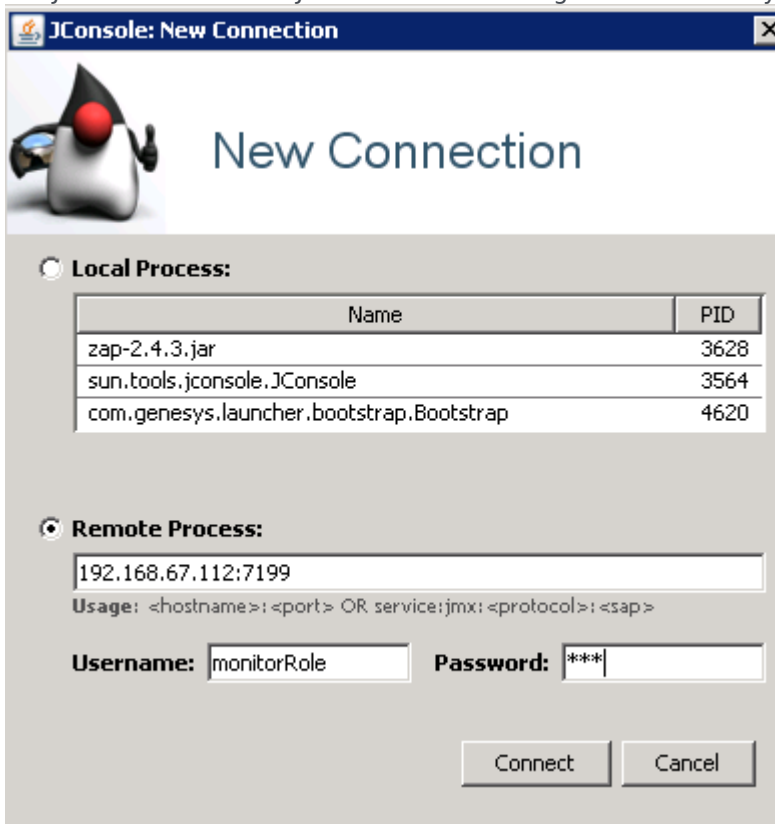 JConsole: New Connection
New Connection
Local Process:
Name PID
zap-2.4.3.jar 3628
sun.tools.jconsole.JConsole 3564
com.genesys.launcher.bootstrap.Bootstrap 4620
Remote Process:
192.168.67.112:7199
Usage: <hostname>:<port> OR service:jmx:<protocol>:<sap>
Username: monitorRole Password: ***
Connect Cancel